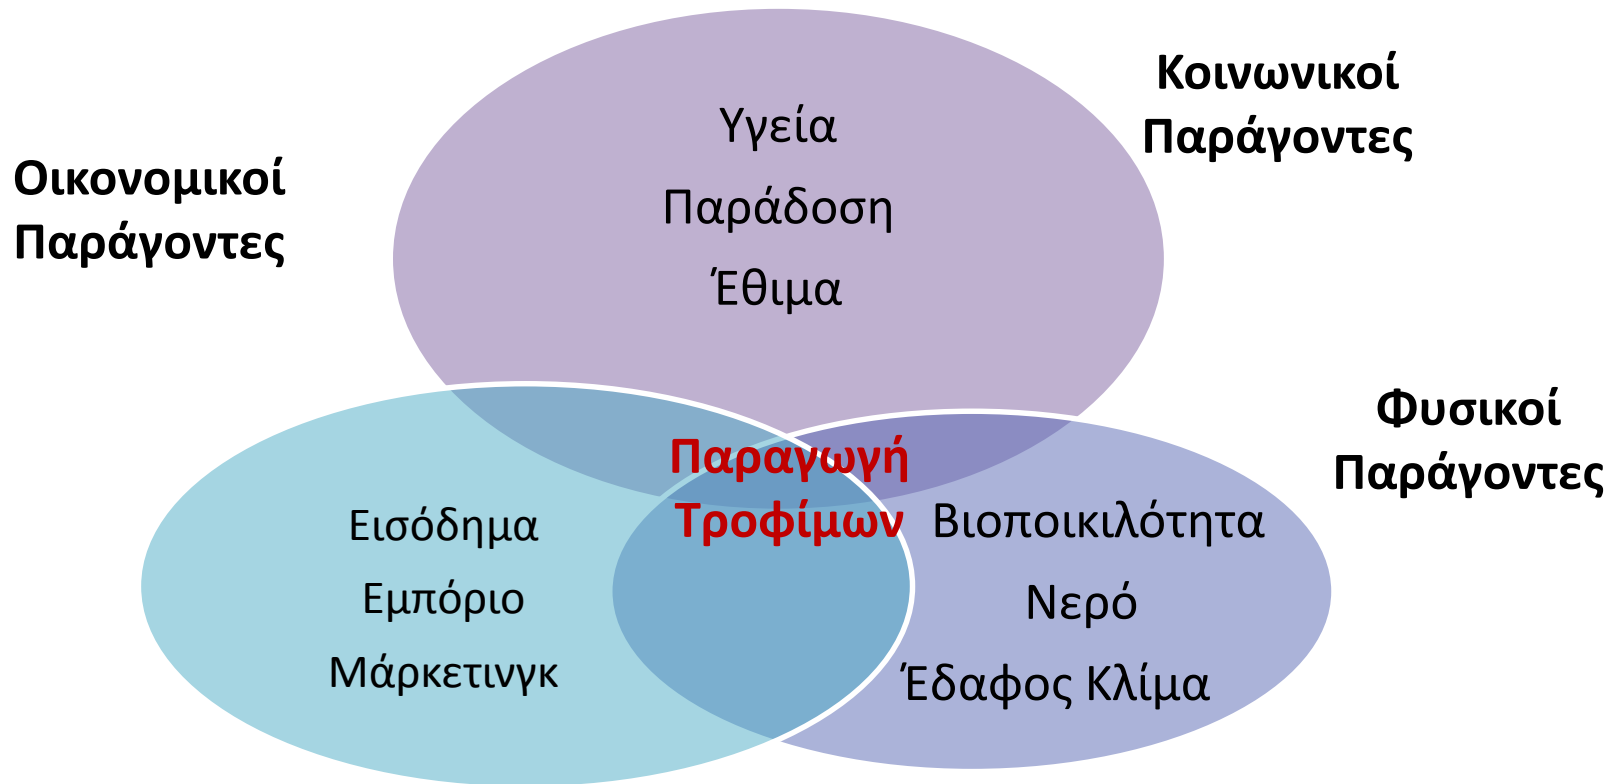 Κοινωνικοί
Παράγοντες
Υγεία
Παράδοση
Έθιμα
Οικονομικοί
Παράγοντες
Φυσικοί
Παράγοντες
Παραγωγή
Τροφίμων
Εισόδημα
Εμπόριο
Μάρκετινγκ
Βιοποικιλότητα
Νερό
Έδαφος Κλίμα